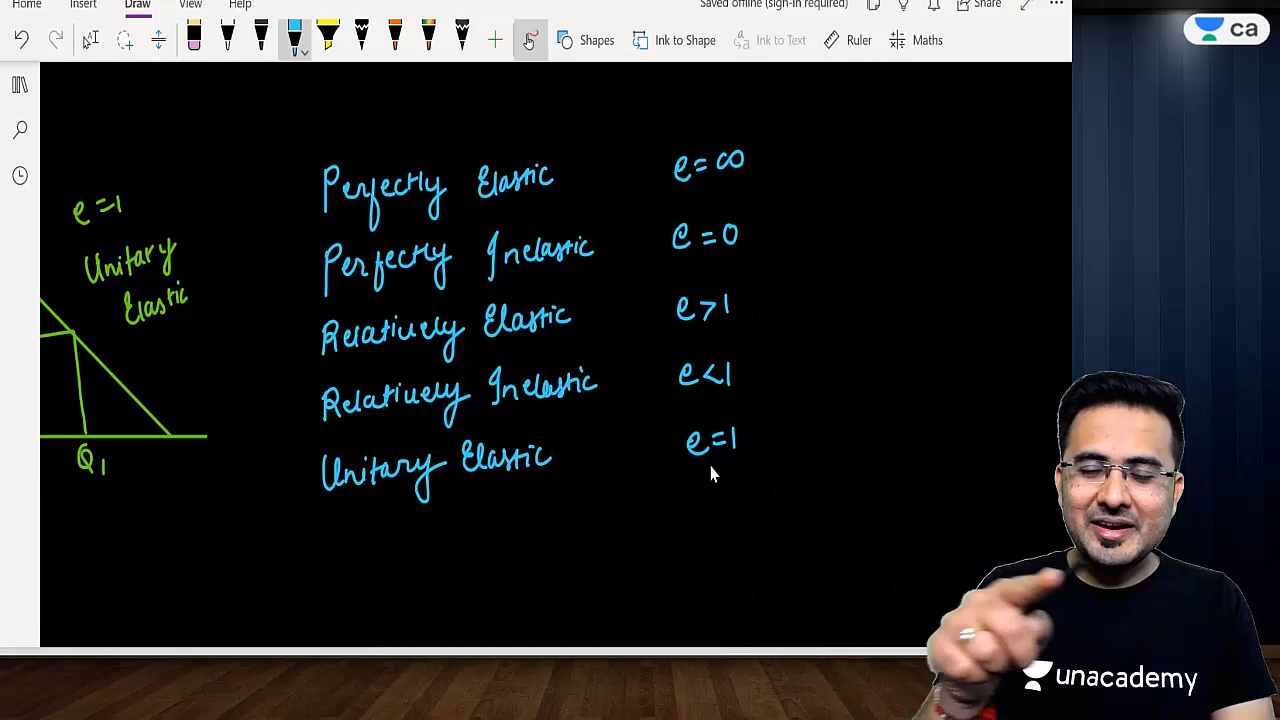 Home Insert Draw View Help Saved offline (sign-in required) Share
Shapes Ink to Shape Ink to Text Ruler Maths
ca
e=1
Unitary
Elastic
Q1
Perfectly Elastic e=∞
Perfectly Inelastic e=0
Relatively Elastic e>1
Relatively Inelastic e<1
Unitary Elastic e=1
unacademy